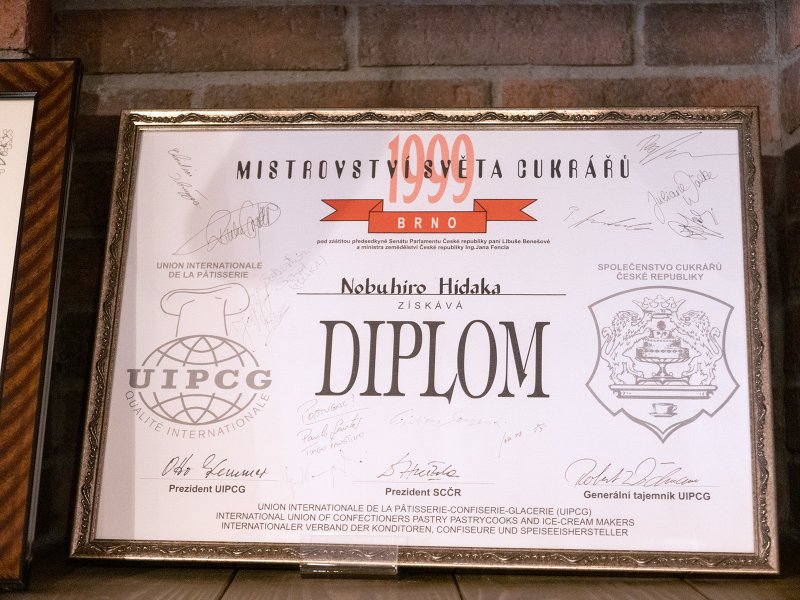 1999
MISTROVSTVÍ SVĚTA CUKRÁŘŮ
BRNO
pod záštitou předsedkyně Senátu Parlamentu České republiky paní Libuše Benešové
a ministra zemědělství České republiky Ing.Jana Fencla
UNION INTERNATIONALE
DE LA PÂTISSERIE
SPOLEČENSTVO CUKRÁŘŮ
ČESKÉ REPUBLIKY
Nobuhiro Hidaka
ZÍSKÁVÁ
DIPLOM
UIPCG
QUALITÉ INTERNATIONALE
PORTUGAL
Prezident UIPCG
Prezident SCČR
Generální tajemník UIPCG
UNION INTERNATIONALE DE LA PÂTISSERIE-CONFISERIE-GLACERIE (UIPCG)
INTERNATIONAL UNION OF CONFECTIONERS PASTRY PASTRYCOOKS AND ICE-CREAM MAKERS
INTERNATIONALER VERBAND DER KONDITOREN, CONFISEURE UND SPEISEEISHERSTELLER